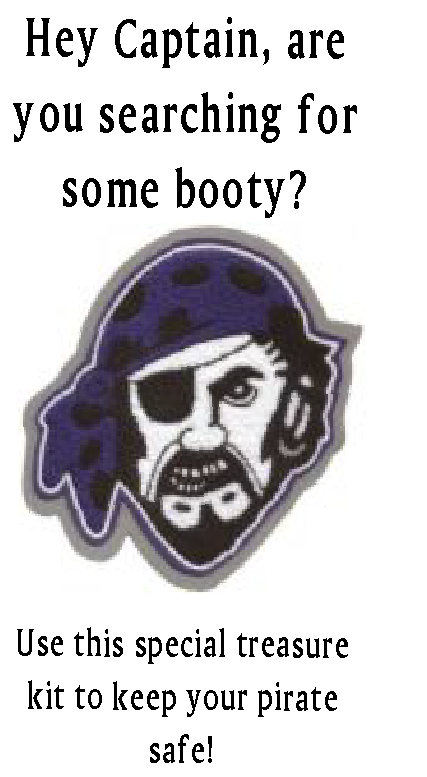 Hey Captain, are
you searching for
some booty?
Use this special treasure
kit to keep your pirate
safe!